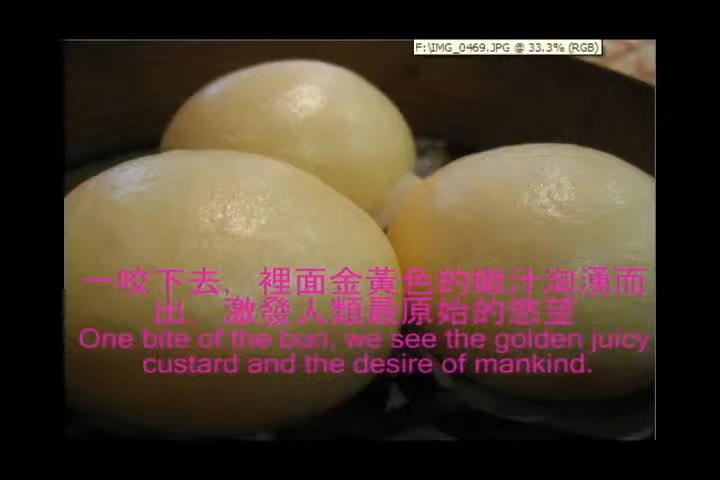 F:\IMG_0469.JPG @ 33.3% (RGB)
一咬下去，裡面金黃色的嫩汁洶湧而
出，激發人類最原始的慾望
One bite of the bun, we see the golden juicy
custard and the desire of mankind.